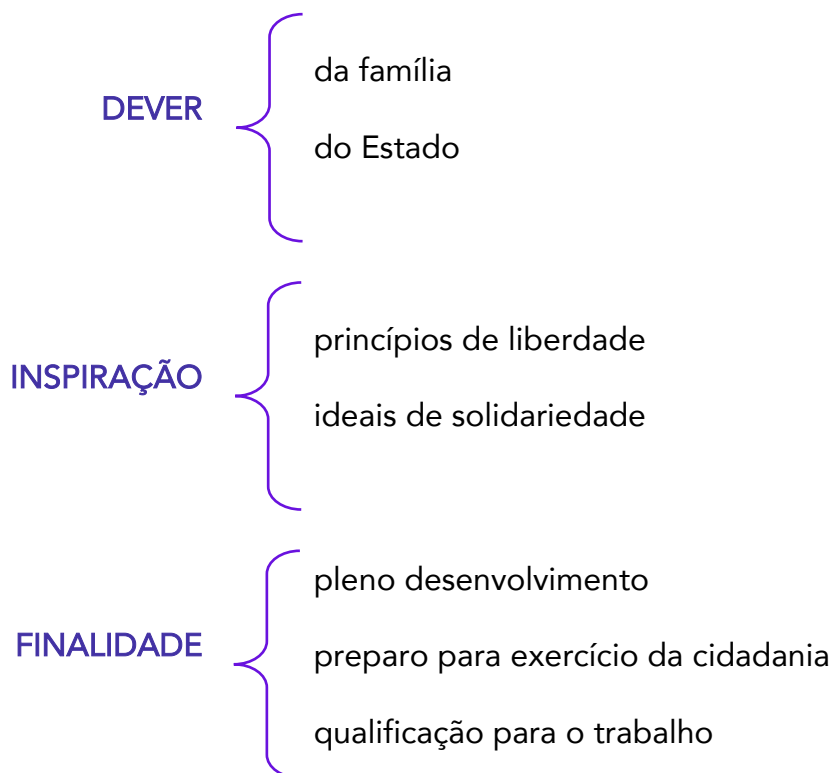 DEVER
da família
do Estado
INSPIRAÇÃO
princípios de liberdade
ideais de solidariedade
FINALIDADE
pleno desenvolvimento
preparo para exercício da cidadania
qualificação para o trabalho